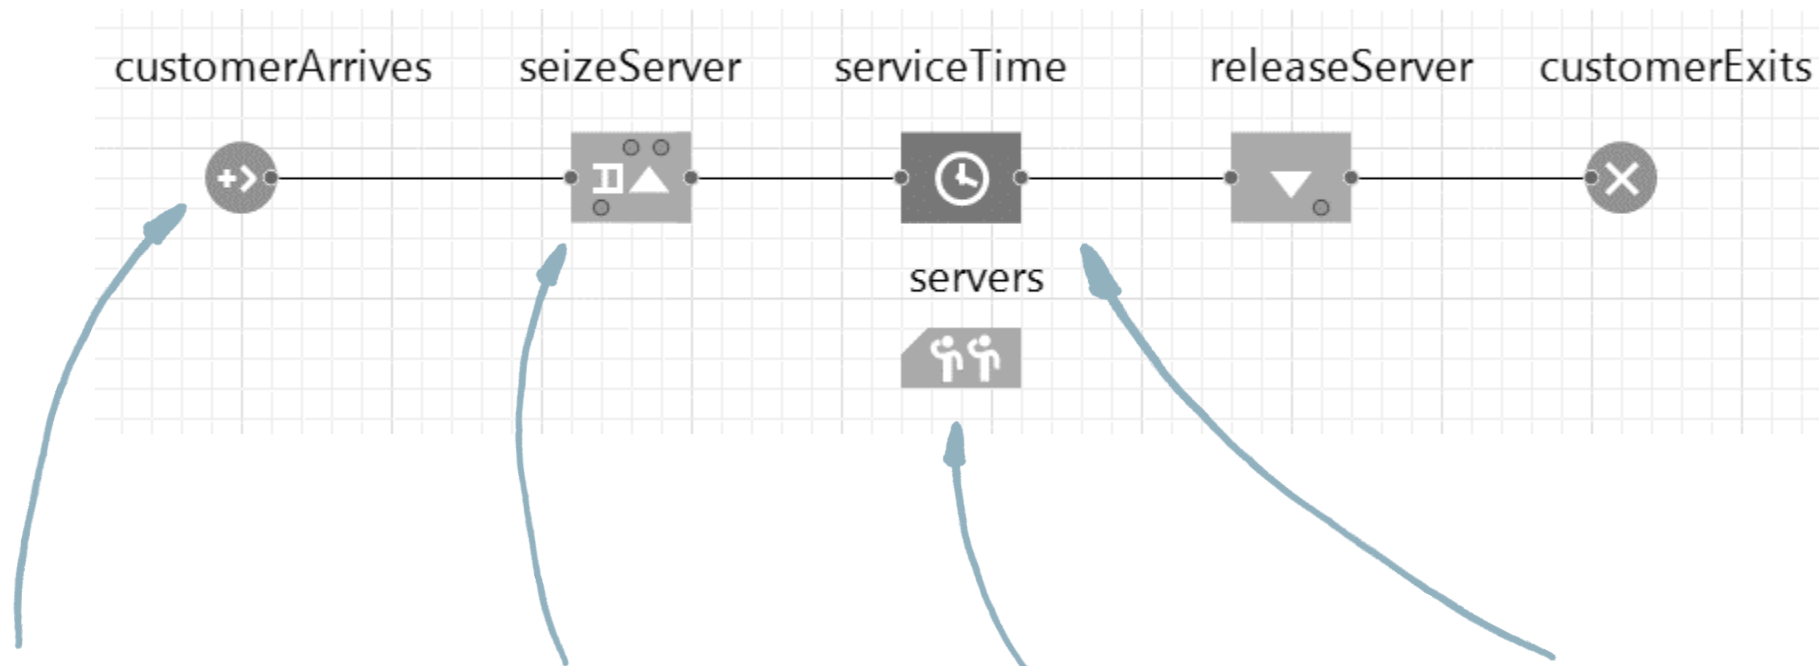 customerArrives
seizeServer
serviceTime
releaseServer
customerExits
servers